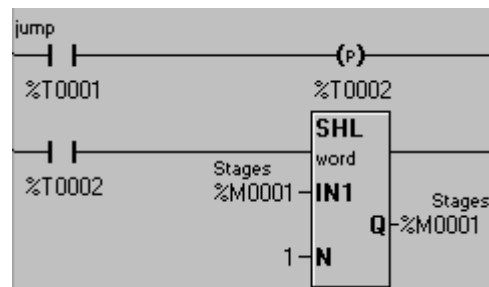 jump
(P)
%T0001 %T0002
SHL
word
Stages
%T0002 %M0001 IN1
Stages
Q %M0001
1 N